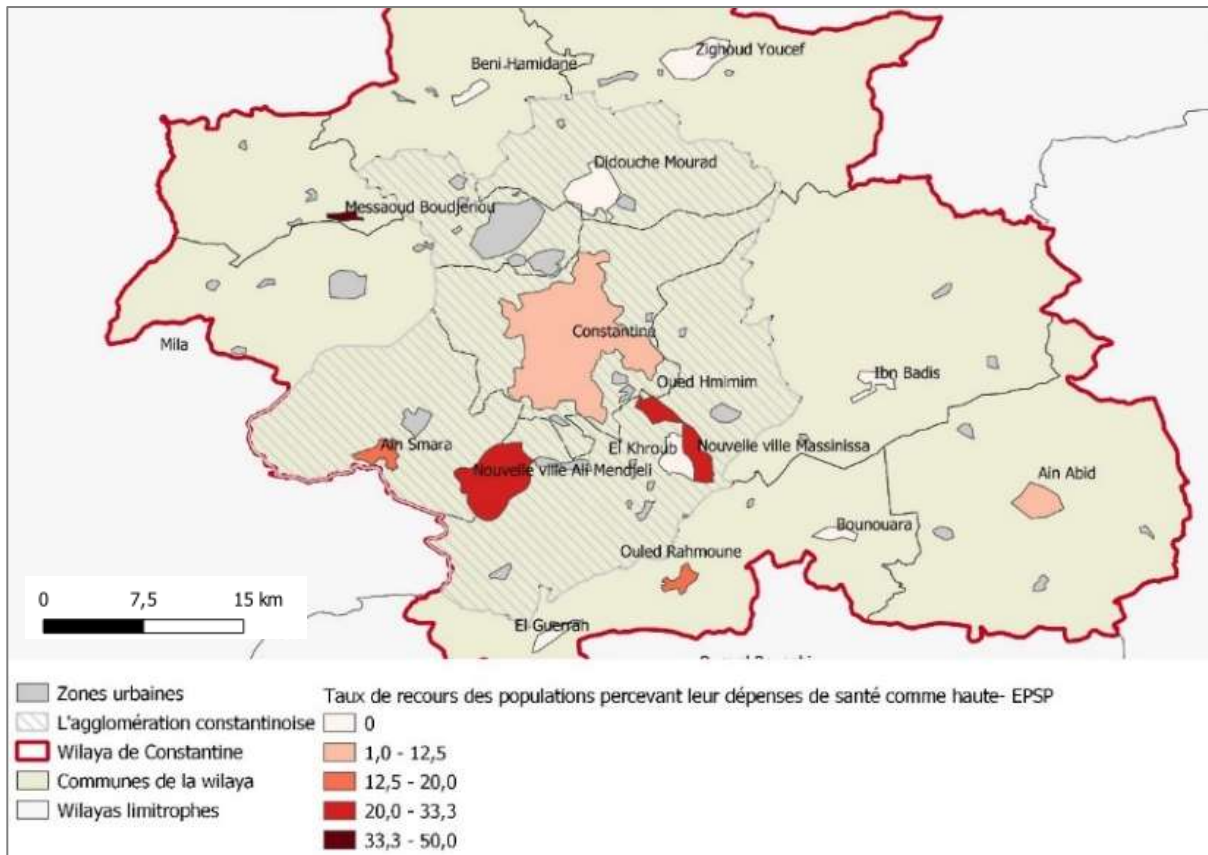 Zighoud Youcef
Beni Hamidane
Didouche Mourad
Messaoud Boudjeriou
Constantine
Mila
Oued Hmimim
Ibn Badis
Ain Smara
El Khroub
Nouvelle ville Massinissa
Nouvelle ville Ali Mendjeli
Ain Abid
Bounouara
Ouled Rahmoune
El Guerrah
0 7,5 15 km
Zones urbaines
L'agglomération constantinoise
Wilaya de Constantine
Communes de la wilaya
Wilayas limitrophes
Taux de recours des populations percevant leur dépenses de santé comme haute- EPSP
0
1,0 - 12,5
12,5 - 20,0
20,0 - 33,3
33,3 - 50,0